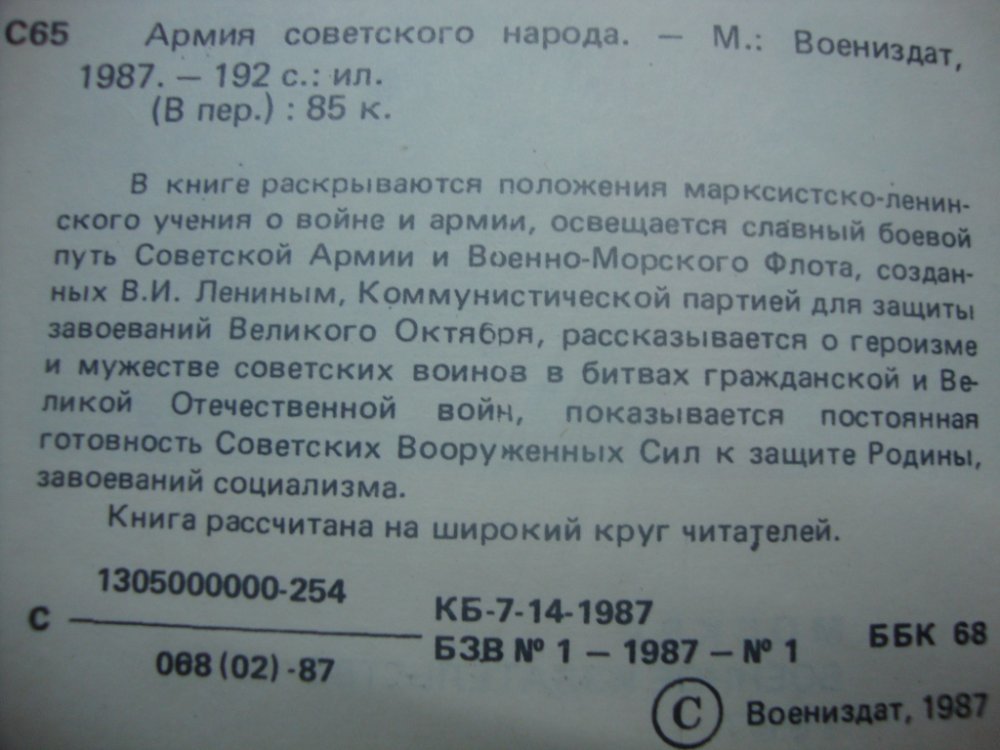 С65 Армия советского народа. — М.: Воениздат,
1987. — 192 с.: ил.
(В пер.) : 85 к.
В книге раскрываются положения марксистско-ленин-
ского учения о войне и армии, освещается славный боевой
путь Советской Армии и Военно-Морского Флота, создан-
ных В.И. Лениным, Коммунистической партией для защиты
завоеваний Великого Октября, рассказывается о героизме
и мужестве советских воинов в битвах гражданской и Ве-
ликой Отечественной войн, показывается постоянная
готовность Советских Вооруженных Сил к защите Родины,
завоеваний социализма.
Книга рассчитана на широкий круг читателей.
С 1305000000-254
068 (02) -87
КБ-7-14-1987
БЗВ № 1 — 1987 — № 1
ББК 68
© Воениздат, 1987